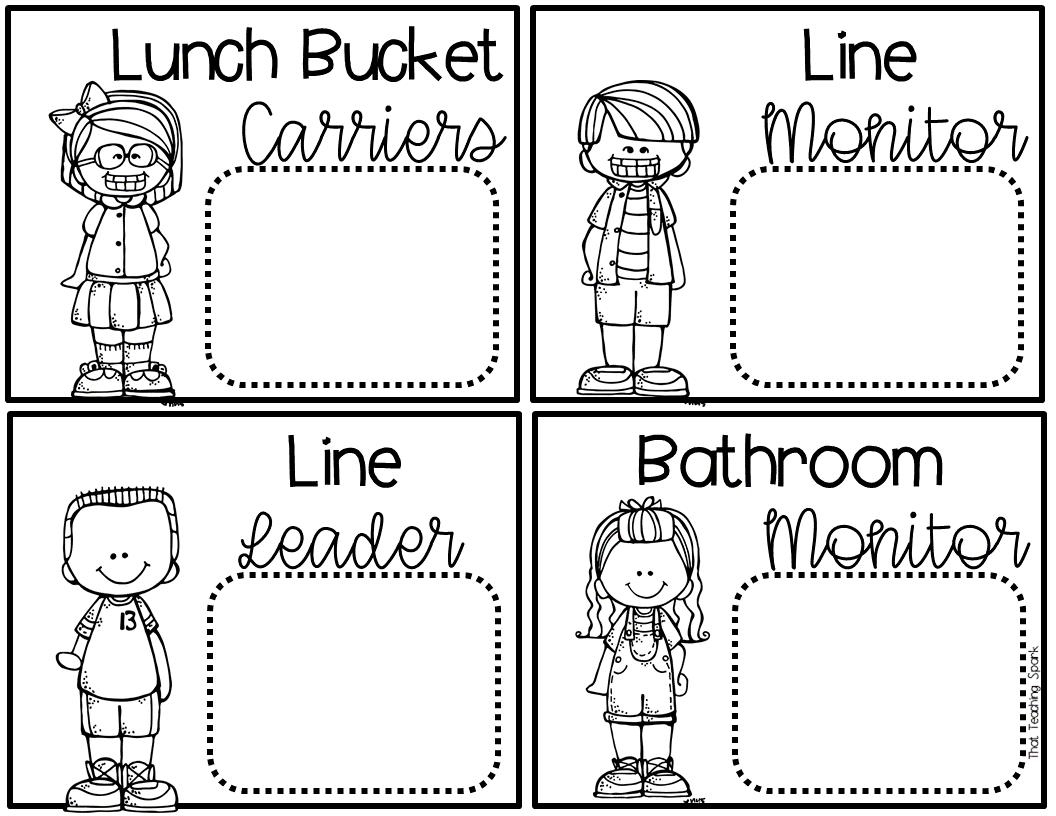 Lunch Bucket
Carriers
Line
Monitor
Line
Leader
13
Bathroom
Monitor
That Teaching Spark